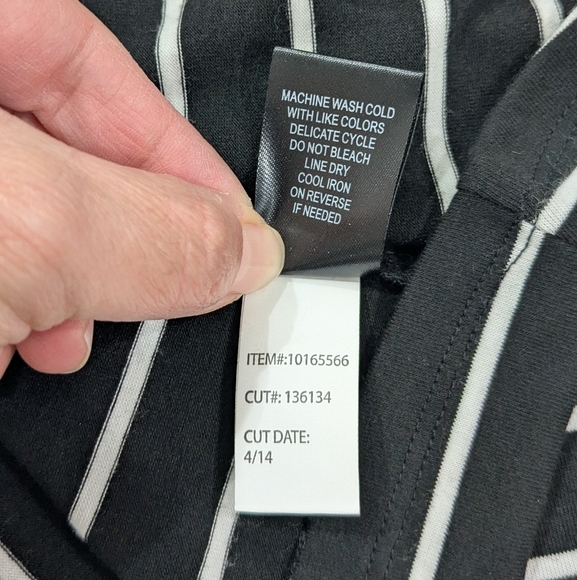 MACHINE WASH COLD
WITH LIKE COLORS
DELICATE CYCLE
DO NOT BLEACH
LINE DRY
COOL IRON
ON REVERSE
IF NEEDED
ITEM#:10165566
CUT#: 136134
CUT DATE:
4/14